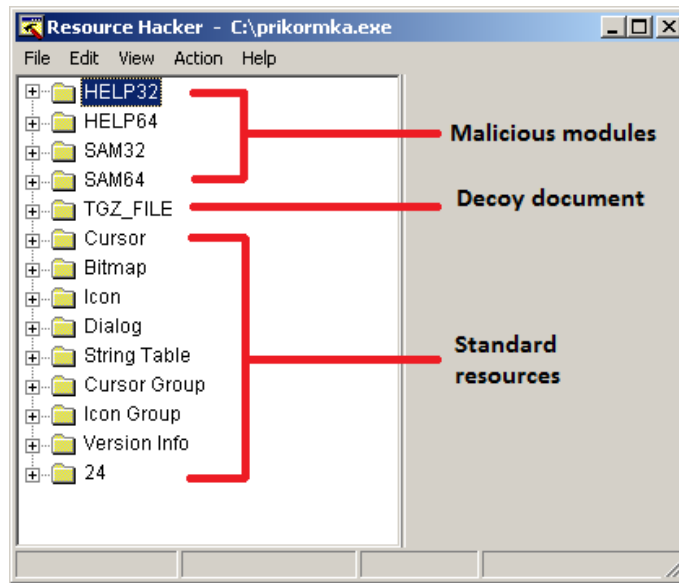 Resource Hacker - C:\prikormka.exe
File Edit View Action Help
HELP32
HELP64
SAM32
SAM64
TGZ_FILE
Cursor
Bitmap
Icon
Dialog
String Table
Cursor Group
Icon Group
Version Info
24
Malicious modules
Decoy document
Standard
resources